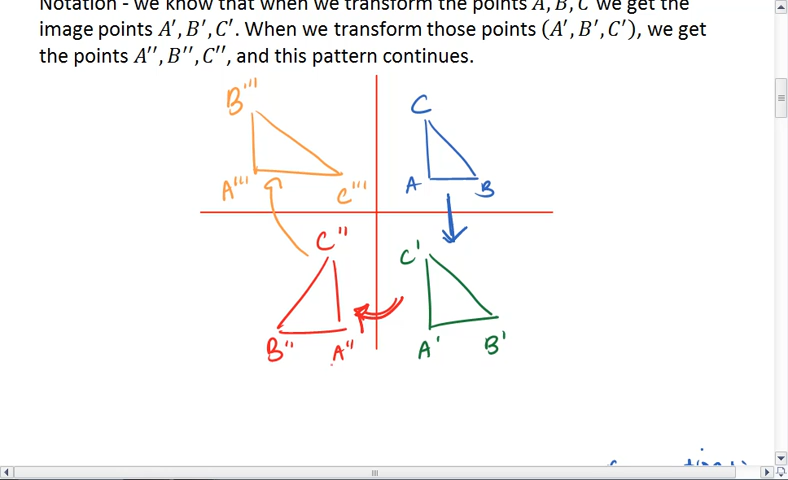 Notation - we know that when we transform the points A, B, C we get the
image points A′, B′, C′. When we transform those points (A′, B′, C′), we get
the points A′′, B′′, C′′, and this pattern continues.
B''' C
A''' C''' A B
C'' C'
B'' A'' A' B'